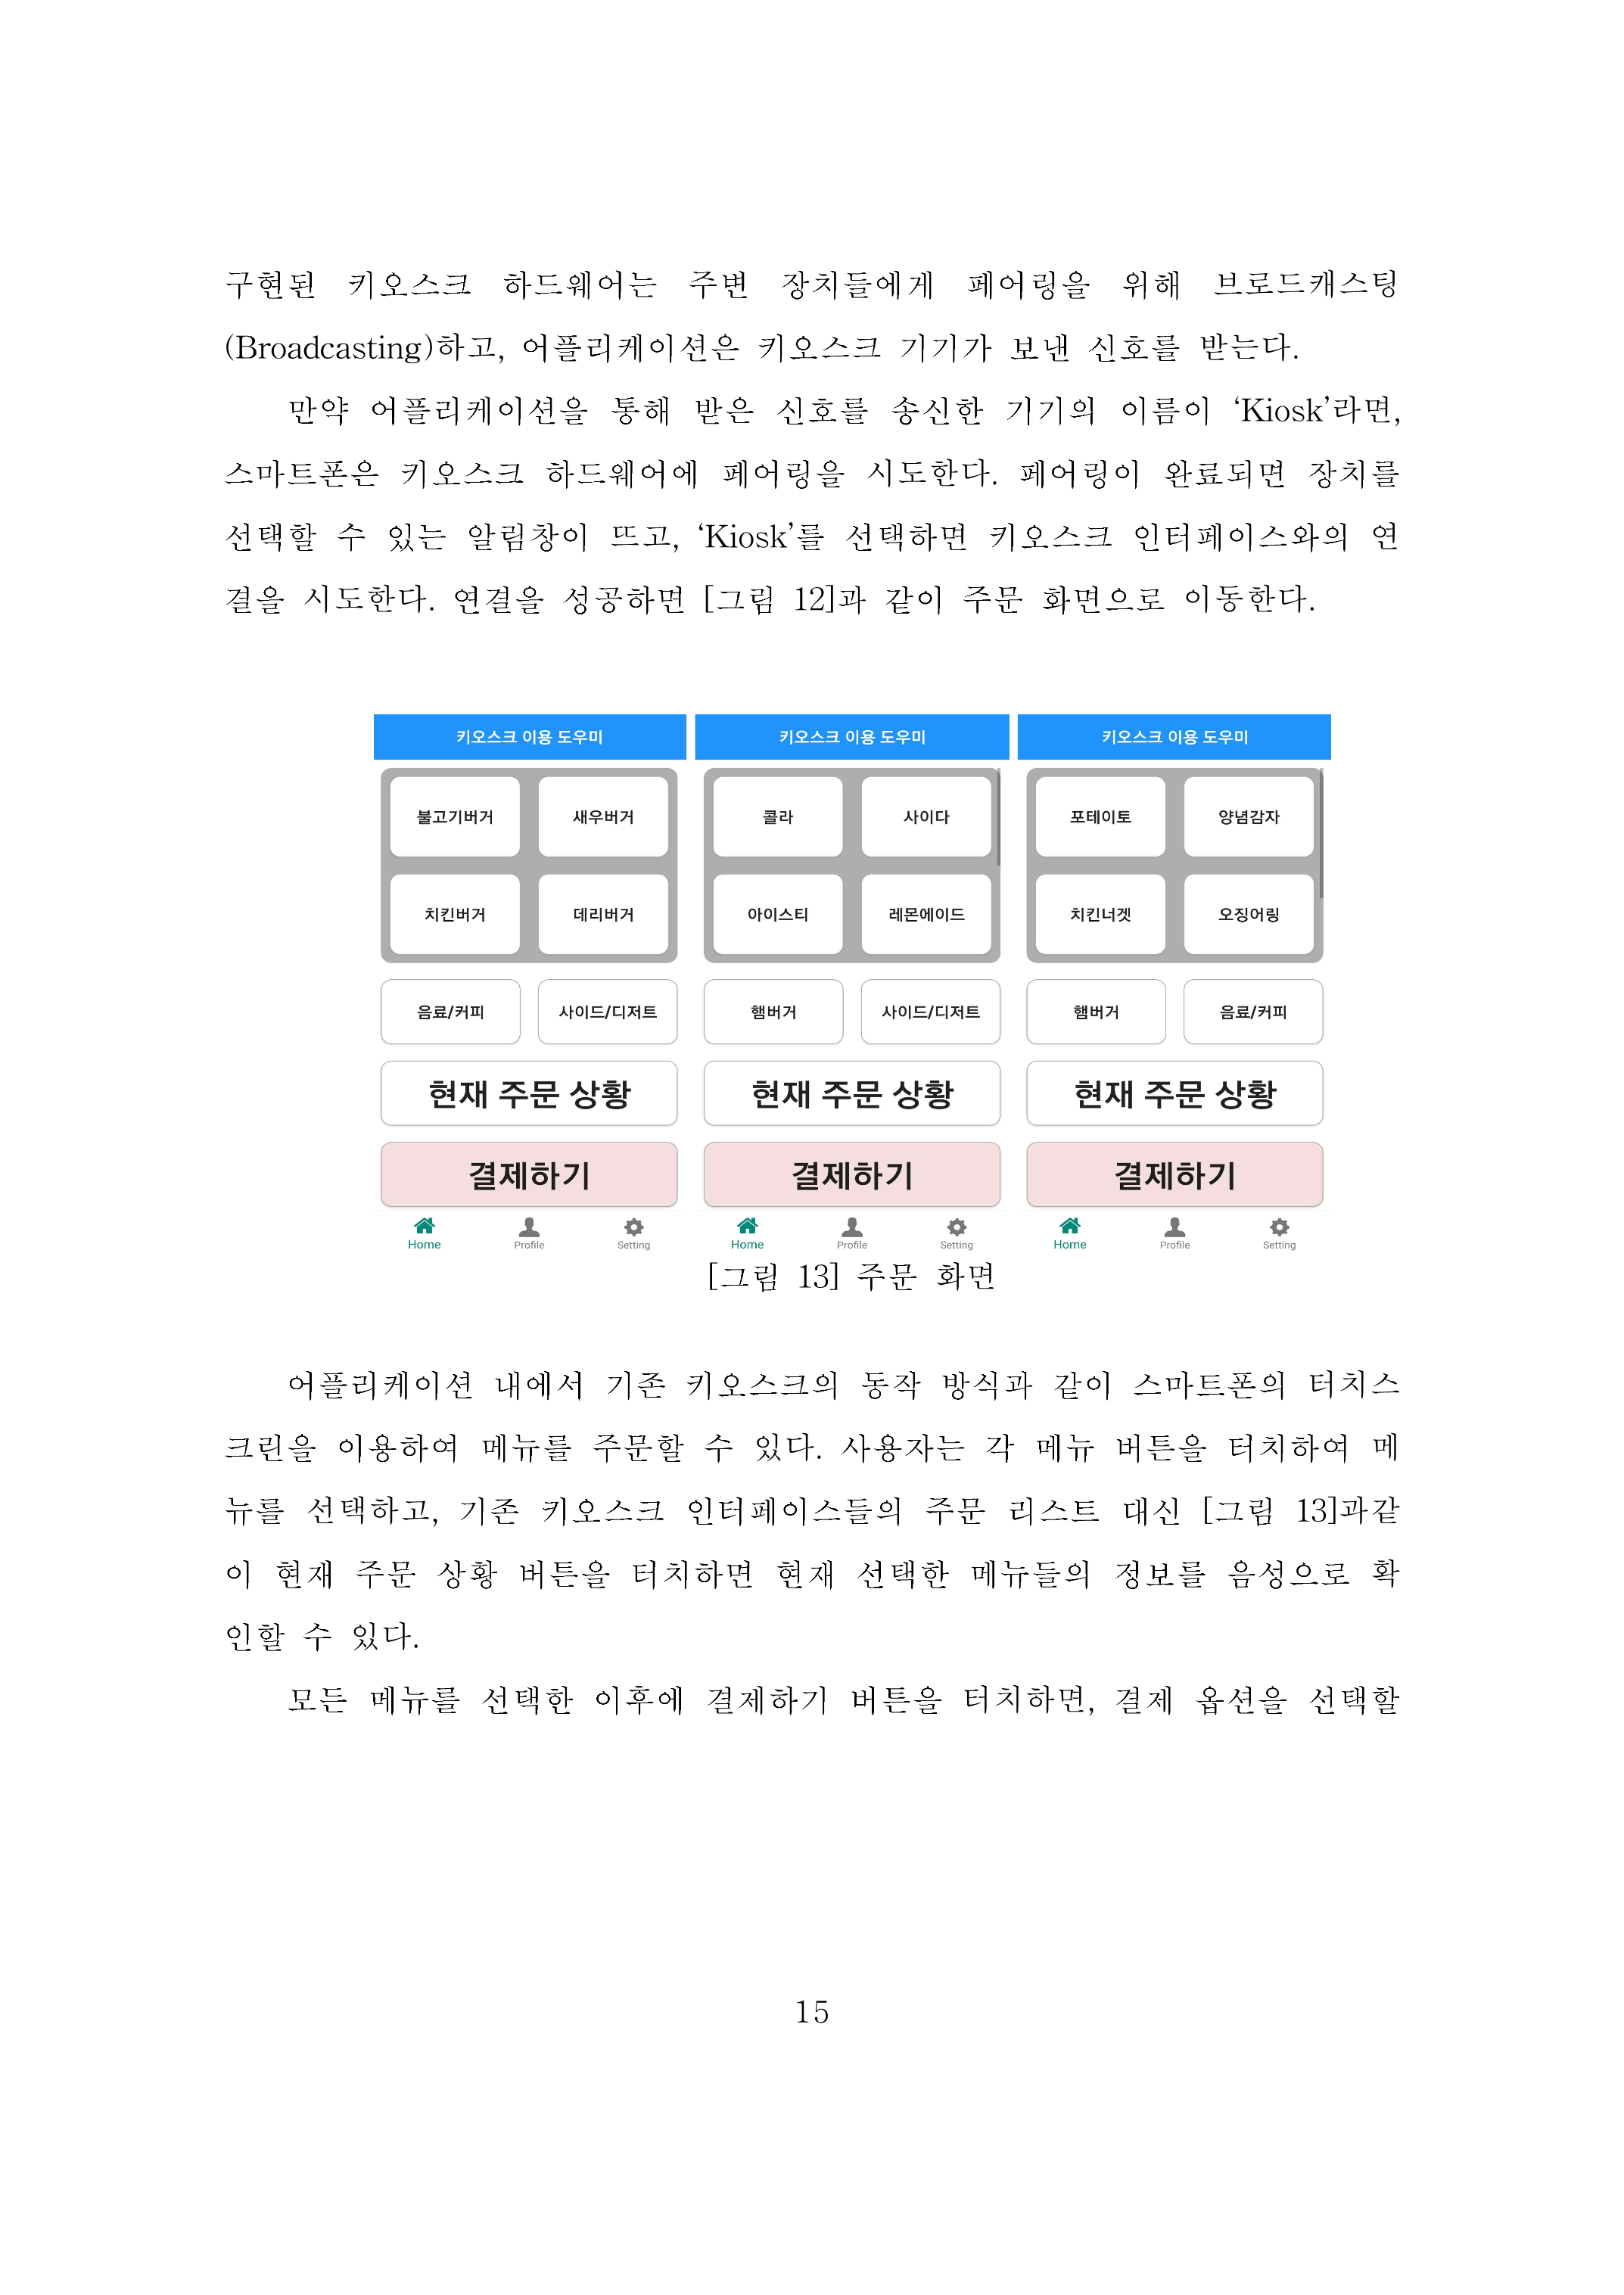 구현된 키오스크 하드웨어는 주변 장치들에게 페어링을 위해 브로드캐스팅
(Broadcasting)하고, 어플리케이션은 키오스크 기기가 보낸 신호를 받는다.
만약 어플리케이션을 통해 받은 신호를 송신한 기기의 이름이 ‘Kiosk’라면,
스마트폰은 키오스크 하드웨어에 페어링을 시도한다. 페어링이 완료되면 장치를
선택할 수 있는 알림창이 뜨고, ‘Kiosk’를 선택하면 키오스크 인터페이스와의 연
결을 시도한다. 연결을 성공하면 [그림 12]과 같이 주문 화면으로 이동한다.
키오스크 이용 도우미 키오스크 이용 도우미 키오스크 이용 도우미
불고기버거 새우버거 콜라 사이다 포테이토 양념감자
치킨버거 데리버거 아이스티 레몬에이드 치킨너겟 오징어링
음료/커피 사이드/디저트 햄버거 사이드/디저트 햄버거 음료/커피
현재 주문 상황 현재 주문 상황 현재 주문 상황
결제하기 결제하기 결제하기
Home Profile Setting Home Profile Setting Home Profile Setting
[그림 13] 주문 화면
어플리케이션 내에서 기존 키오스크의 동작 방식과 같이 스마트폰의 터치스
크린을 이용하여 메뉴를 주문할 수 있다. 사용자는 각 메뉴 버튼을 터치하여 메
뉴를 선택하고, 기존 키오스크 인터페이스들의 주문 리스트 대신 [그림 13]과같
이 현재 주문 상황 버튼을 터치하면 현재 선택한 메뉴들의 정보를 음성으로 확
인할 수 있다.
모든 메뉴를 선택한 이후에 결제하기 버튼을 터치하면, 결제 옵션을 선택할
15